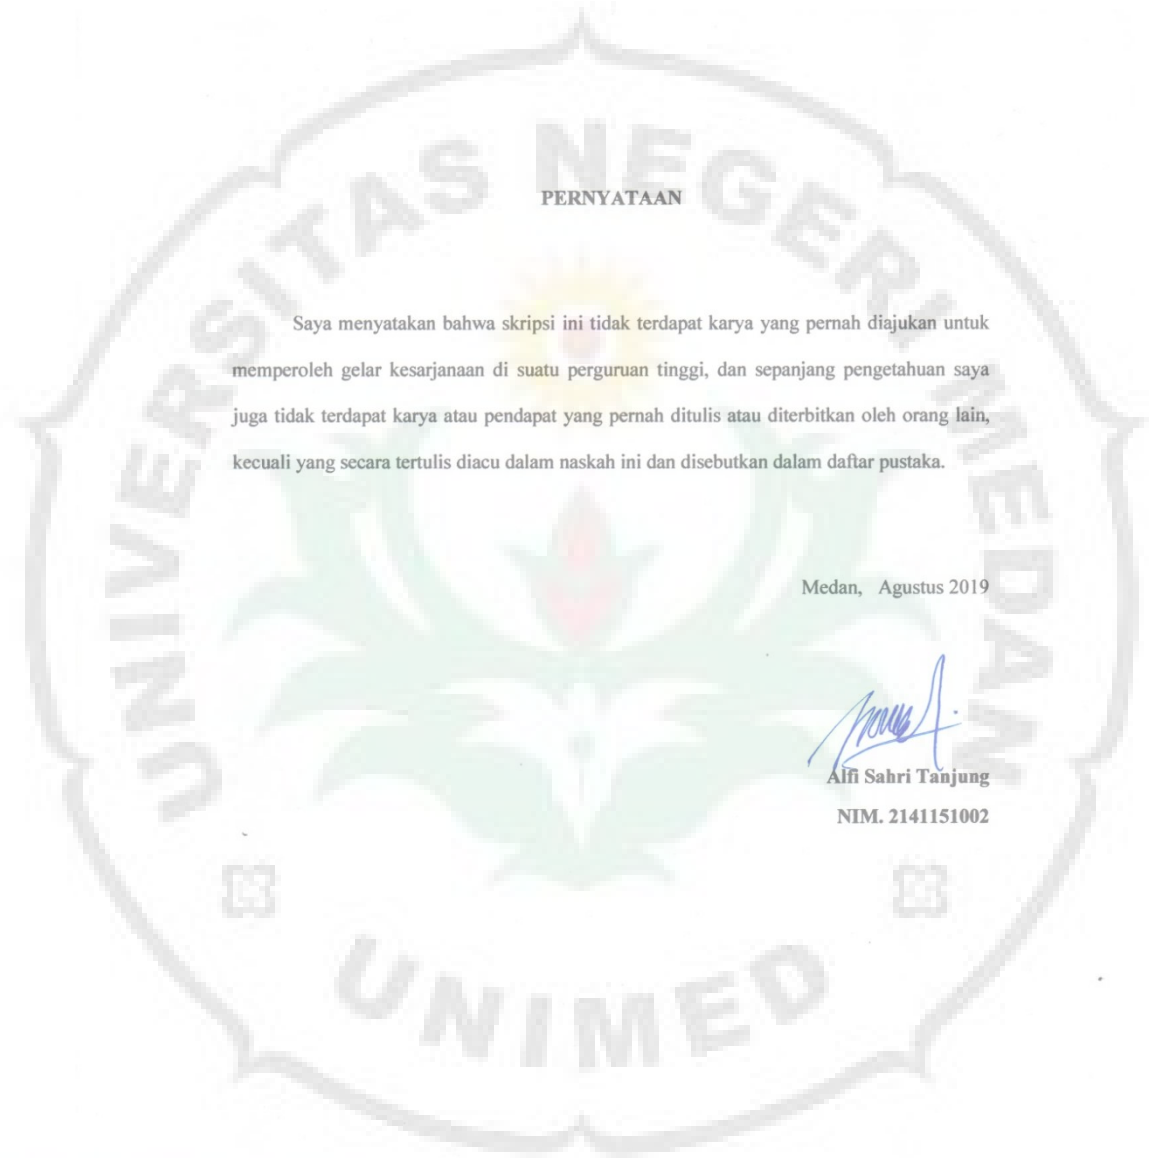 UNIVERSITAS NEGERI MEDAN
PERNYATAAN
Saya menyatakan bahwa skripsi ini tidak terdapat karya yang pernah diajukan untuk
memperoleh gelar kesarjanaan di suatu perguruan tinggi, dan sepanjang pengetahuan saya
juga tidak terdapat karya atau pendapat yang pernah ditulis atau diterbitkan oleh orang lain,
kecuali yang secara tertulis diacu dalam naskah ini dan disebutkan dalam daftar pustaka.
Medan, Agustus 2019
Alfi Sahri Tanjung
NIM. 2141151002
UNIMED